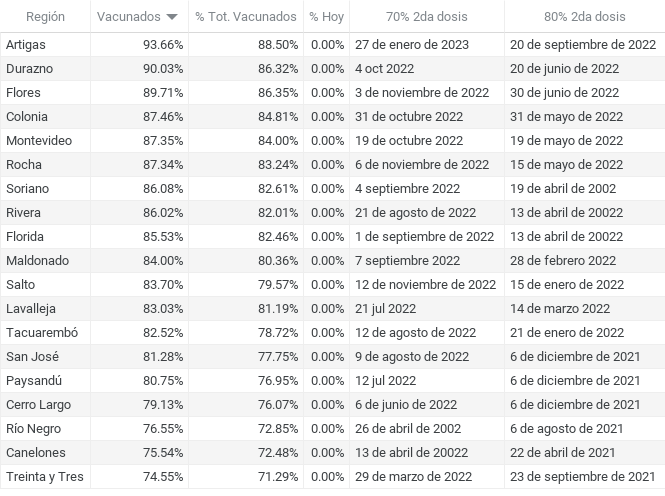 Región Vacunados % Tot. Vacunados % Hoy 70% 2da dosis 80% 2da dosis
Artigas 93.66% 88.50% 0.00% 27 de enero de 2023 20 de septiembre de 2022
Durazno 90.03% 86.32% 0.00% 4 oct 2022 20 de junio de 2022
Flores 89.71% 86.35% 0.00% 3 de noviembre de 2022 30 de junio de 2022
Colonia 87.46% 84.81% 0.00% 31 de octubre de 2022 31 de mayo de 2022
Montevideo 87.35% 84.00% 0.00% 19 de octubre de 2022 19 de mayo de 2022
Rocha 87.34% 83.24% 0.00% 6 de noviembre de 2022 15 de mayo de 2022
Soriano 86.08% 82.61% 0.00% 4 septiembre de 2022 19 de abril de 2002
Rivera 86.02% 82.01% 0.00% 21 de agosto de 2022 13 de abril de 20022
Florida 85.53% 82.46% 0.00% 1 de septiembre de 2022 13 de abril de 20022
Maldonado 84.00% 80.36% 0.00% 7 septiembre de 2022 28 de febrero de 2022
Salto 83.70% 79.57% 0.00% 12 de noviembre de 2022 15 de enero de 2022
Lavalleja 83.03% 81.19% 0.00% 21 jul 2022 14 de marzo de 2022
Tacuarembó 82.52% 78.72% 0.00% 12 de agosto de 2022 21 de enero de 2022
San José 81.28% 77.75% 0.00% 9 de agosto de 2022 6 de diciembre de 2021
Paysandú 80.75% 76.95% 0.00% 12 jul 2022 6 de diciembre de 2021
Cerro Largo 79.13% 76.07% 0.00% 6 de junio de 2022 6 de diciembre de 2021
Río Negro 76.55% 72.85% 0.00% 26 de abril de 2002 6 de agosto de 2021
Canelones 75.54% 72.48% 0.00% 13 de abril de 20022 22 de abril de 2021
Treinta y Tres 74.55% 71.29% 0.00% 29 de marzo de 2022 23 de septiembre de 2021